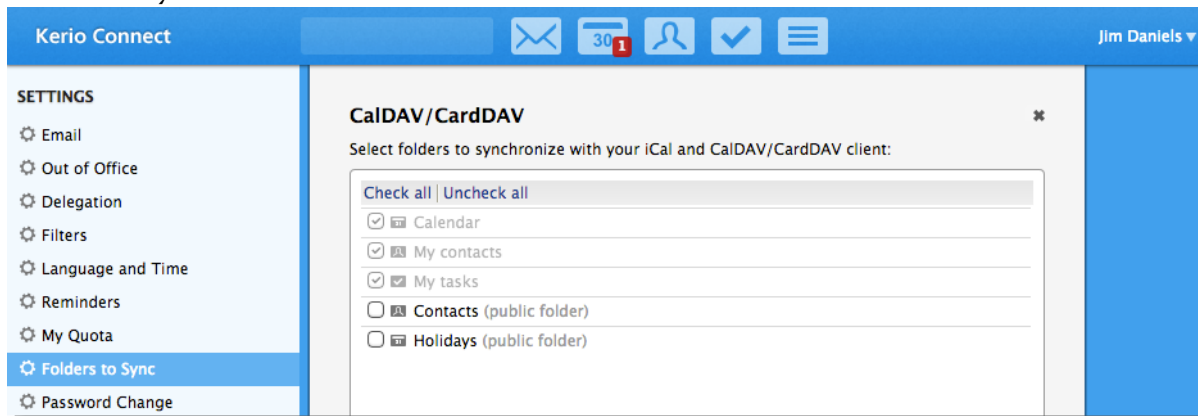 Kerio Connect
30
1
Jim Daniels
SETTINGS
Email
Out of Office
Delegation
Filters
Language and Time
Reminders
My Quota
Folders to Sync
Password Change
CalDAV/CardDAV
Select folders to synchronize with your iCal and CalDAV/CardDAV client:
Check all | Uncheck all
Calendar
My contacts
My tasks
Contacts (public folder)
Holidays (public folder)